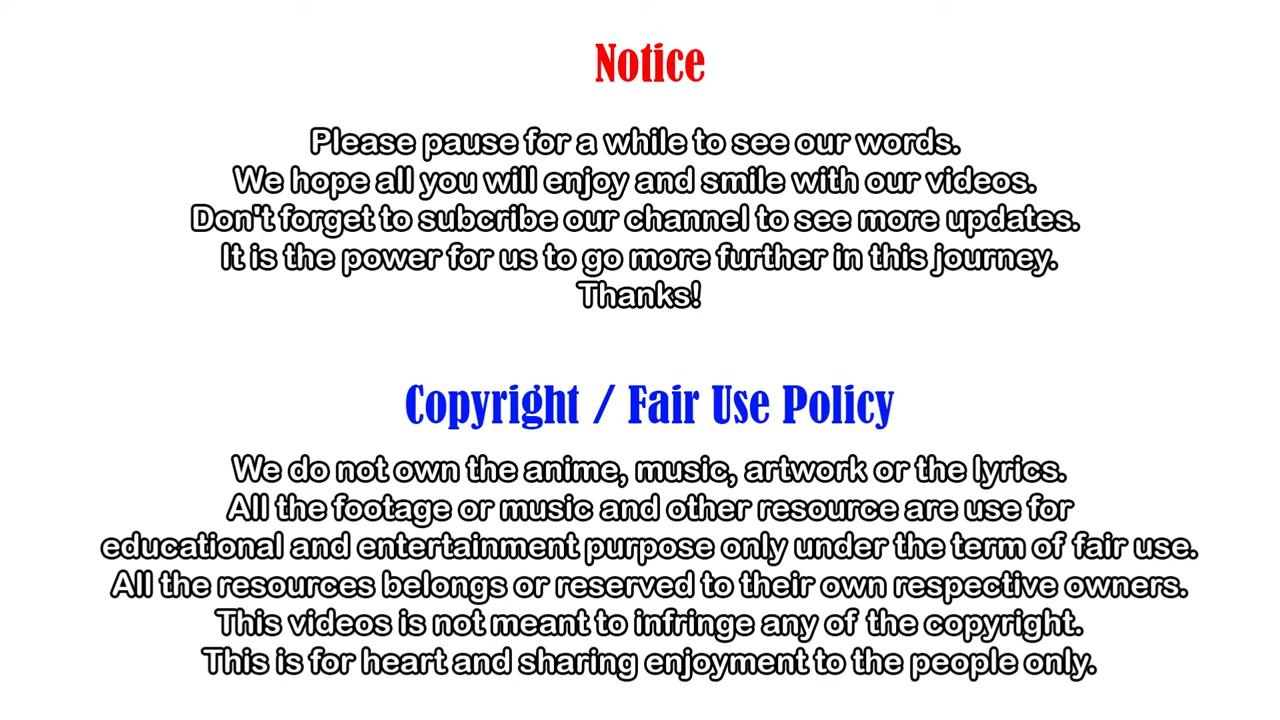 Notice
Please pause for a while to see our words.
We hope all you will enjoy and smile with our videos.
Don't forget to subcribe our channel to see more updates.
It is the power for us to go more further in this journey.
Thanks!
Copyright / Fair Use Policy
We do not own the anime, music, artwork or the lyrics.
All the footage or music and other resource are use for
educational and entertainment purpose only under the term of fair use.
All the resources belongs or reserved to their own respective owners.
This videos is not meant to infringe any of the copyright.
This is for heart and sharing enjoyment to the people only.